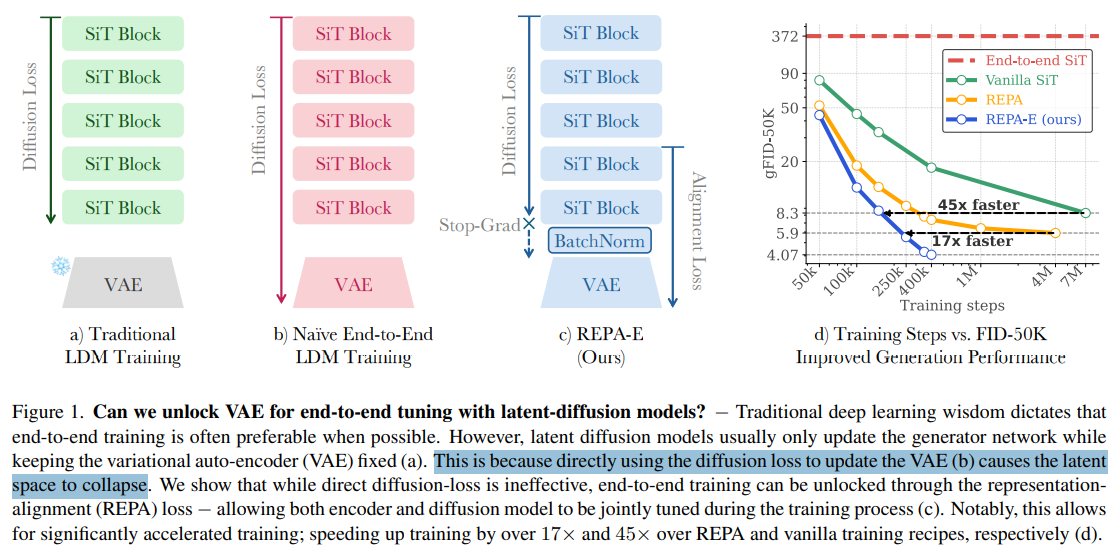 Diffusion Loss
SiT Block
SiT Block
SiT Block
SiT Block
SiT Block
VAE
a) Traditional
LDM Training
Diffusion Loss
SiT Block
SiT Block
SiT Block
SiT Block
SiT Block
VAE
b) Naïve End-to-End
LDM Training
Diffusion Loss
SiT Block
SiT Block
SiT Block
SiT Block
SiT Block
Stop-Grad
BatchNorm
VAE
Alignment Loss
c) REPA-E
(Ours)
gFID-50K
372
90
50
20
8.3
5.9
4.07
End-to-end SiT
Vanilla SiT
REPA
REPA-E (ours)
45x faster
17x faster
50k
100k
250k
400k
1M
4M
7M
Training steps
d) Training Steps vs. FID-50K
Improved Generation Performance
Figure 1. Can we unlock VAE for end-to-end tuning with latent-diffusion models? – Traditional deep learning wisdom dictates that
end-to-end training is often preferable when possible. However, latent diffusion models usually only update the generator network while
keeping the variational auto-encoder (VAE) fixed (a). This is because directly using the diffusion loss to update the VAE (b) causes the latent
space to collapse. We show that while direct diffusion-loss is ineffective, end-to-end training can be unlocked through the representation-
alignment (REPA) loss – allowing both encoder and diffusion model to be jointly tuned during the training process (c). Notably, this allows
for significantly accelerated training; speeding up training by over 17× and 45× over REPA and vanilla training recipes, respectively (d).